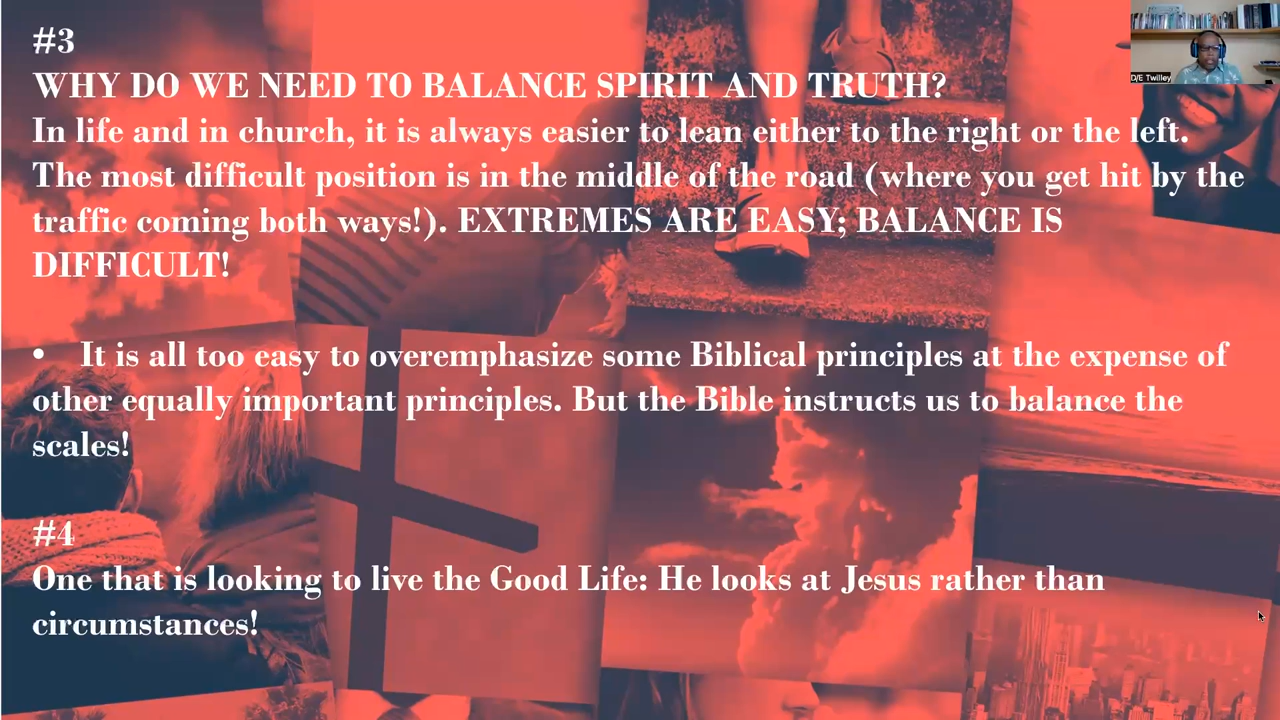 #3
WHY DO WE NEED TO BALANCE SPIRIT AND TRUTH?
In life and in church, it is always easier to lean either to the right or the left.
The most difficult position is in the middle of the road (where you get hit by the
traffic coming both ways!). EXTREMES ARE EASY; BALANCE IS
DIFFICULT!
• It is all too easy to overemphasize some Biblical principles at the expense of
other equally important principles. But the Bible instructs us to balance the
scales!
#4
One that is looking to live the Good Life: He looks at Jesus rather than
circumstances!
D/E Twilley